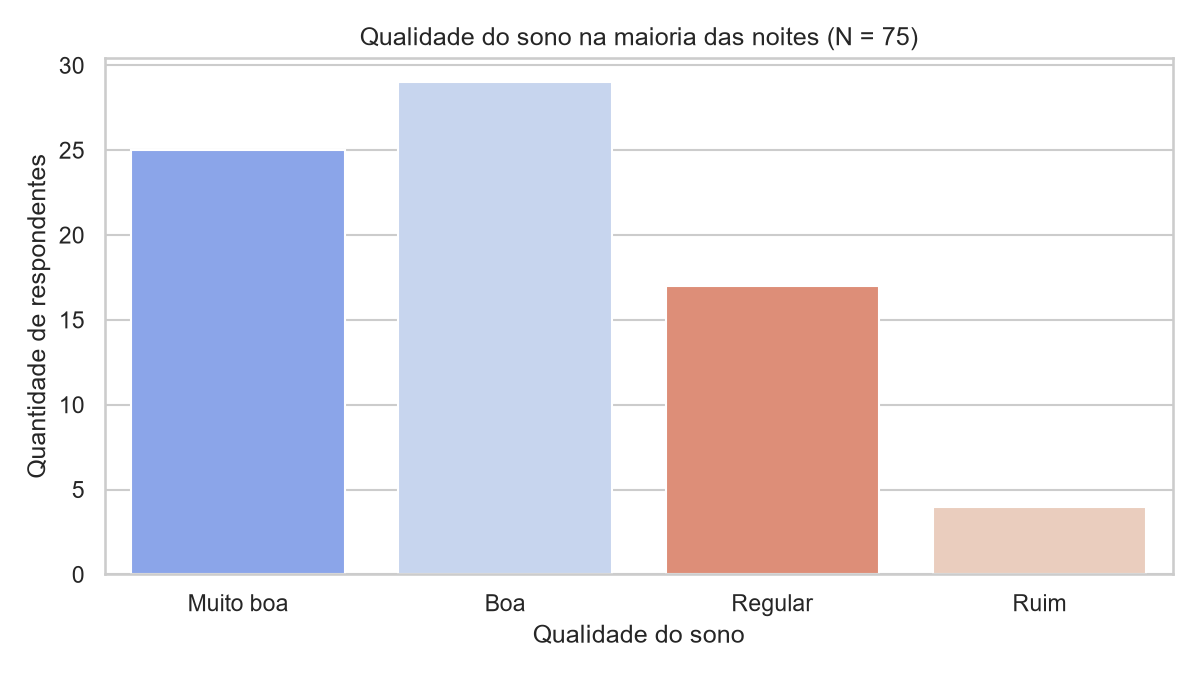 Qualidade do sono na maioria das noites (N = 75)
Quantidade de respondentes
30
25
20
15
10
5
0
Muito boa
Boa
Regular
Ruim
Qualidade do sono